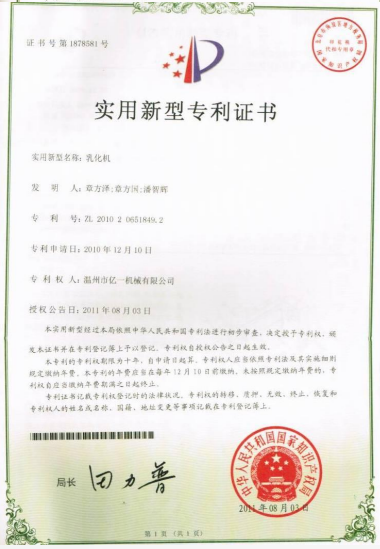 证书号第1878581号
实用新型专利证书
实用新型名称：乳化机
发 明 人：章方泽;章方国;潘智辉
专 利 号：ZL 2010 2 0651849.2
专利申请日：2010年12月10日
专 利 权 人：温州市亿一机械有限公司
授权公告日：2011年08月03日
本实用新型经过本局依照中华人民共和国专利法进行初步审查，决定授予专利权，颁
发本证书并在专利登记簿上予以登记。专利权自授权公告之日起生效。
本专利的专利权期限为十年，自申请日起算。专利权人应当依照专利法及其实施细则
规定缴纳年费。本专利的年费应当在每年12月10日前缴纳。未按照规定缴纳年费的，专利
权自应当缴纳年费期满之日起终止。
专利证书记载专利权登记时的法律状况。专利权的转移、质押、无效、终止、恢复和
专利权人的姓名或名称、国籍、地址变更等事项记载在专利登记簿上。
局长 田力普
中华人民共和国国家知识产权局
2011年08月03日
第1页（共1页）